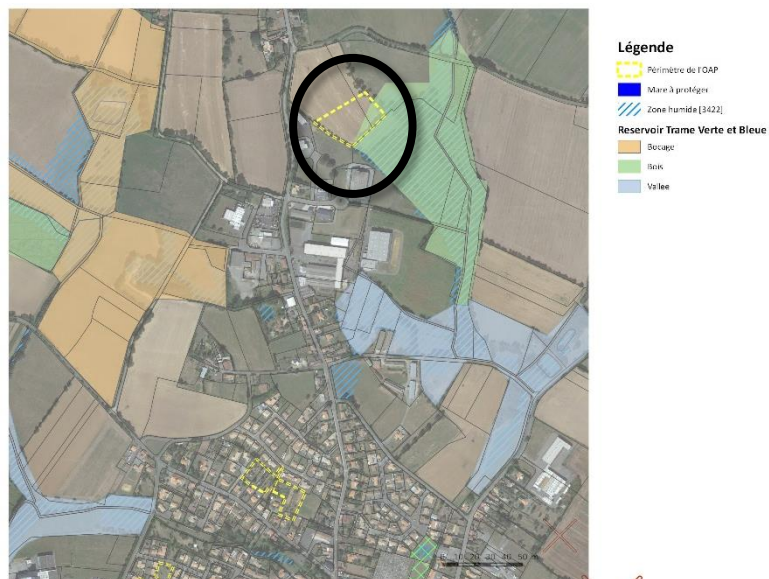 Légende
Périmètre de l'OAP
Mare à protéger
Zone humide [3422]
Reservoir Trame Verte et Bleue
Bocage
Bois
Vallee